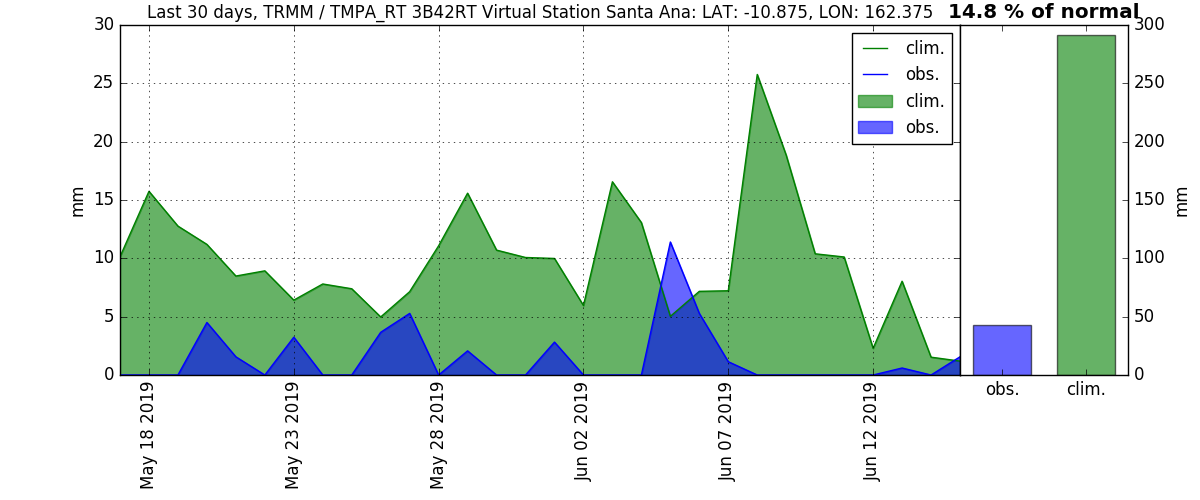 Last 30 days, TRMM / TMPA_RT 3B42RT Virtual Station Santa Ana: LAT: -10.875, LON: 162.375
14.8 % of normal
30
25
20
15
10
5
0
mm
clim.
obs.
clim.
obs.
May 18 2019
May 23 2019
May 28 2019
Jun 02 2019
Jun 07 2019
Jun 12 2019
300
250
200
150
100
50
0
mm
obs.
clim.